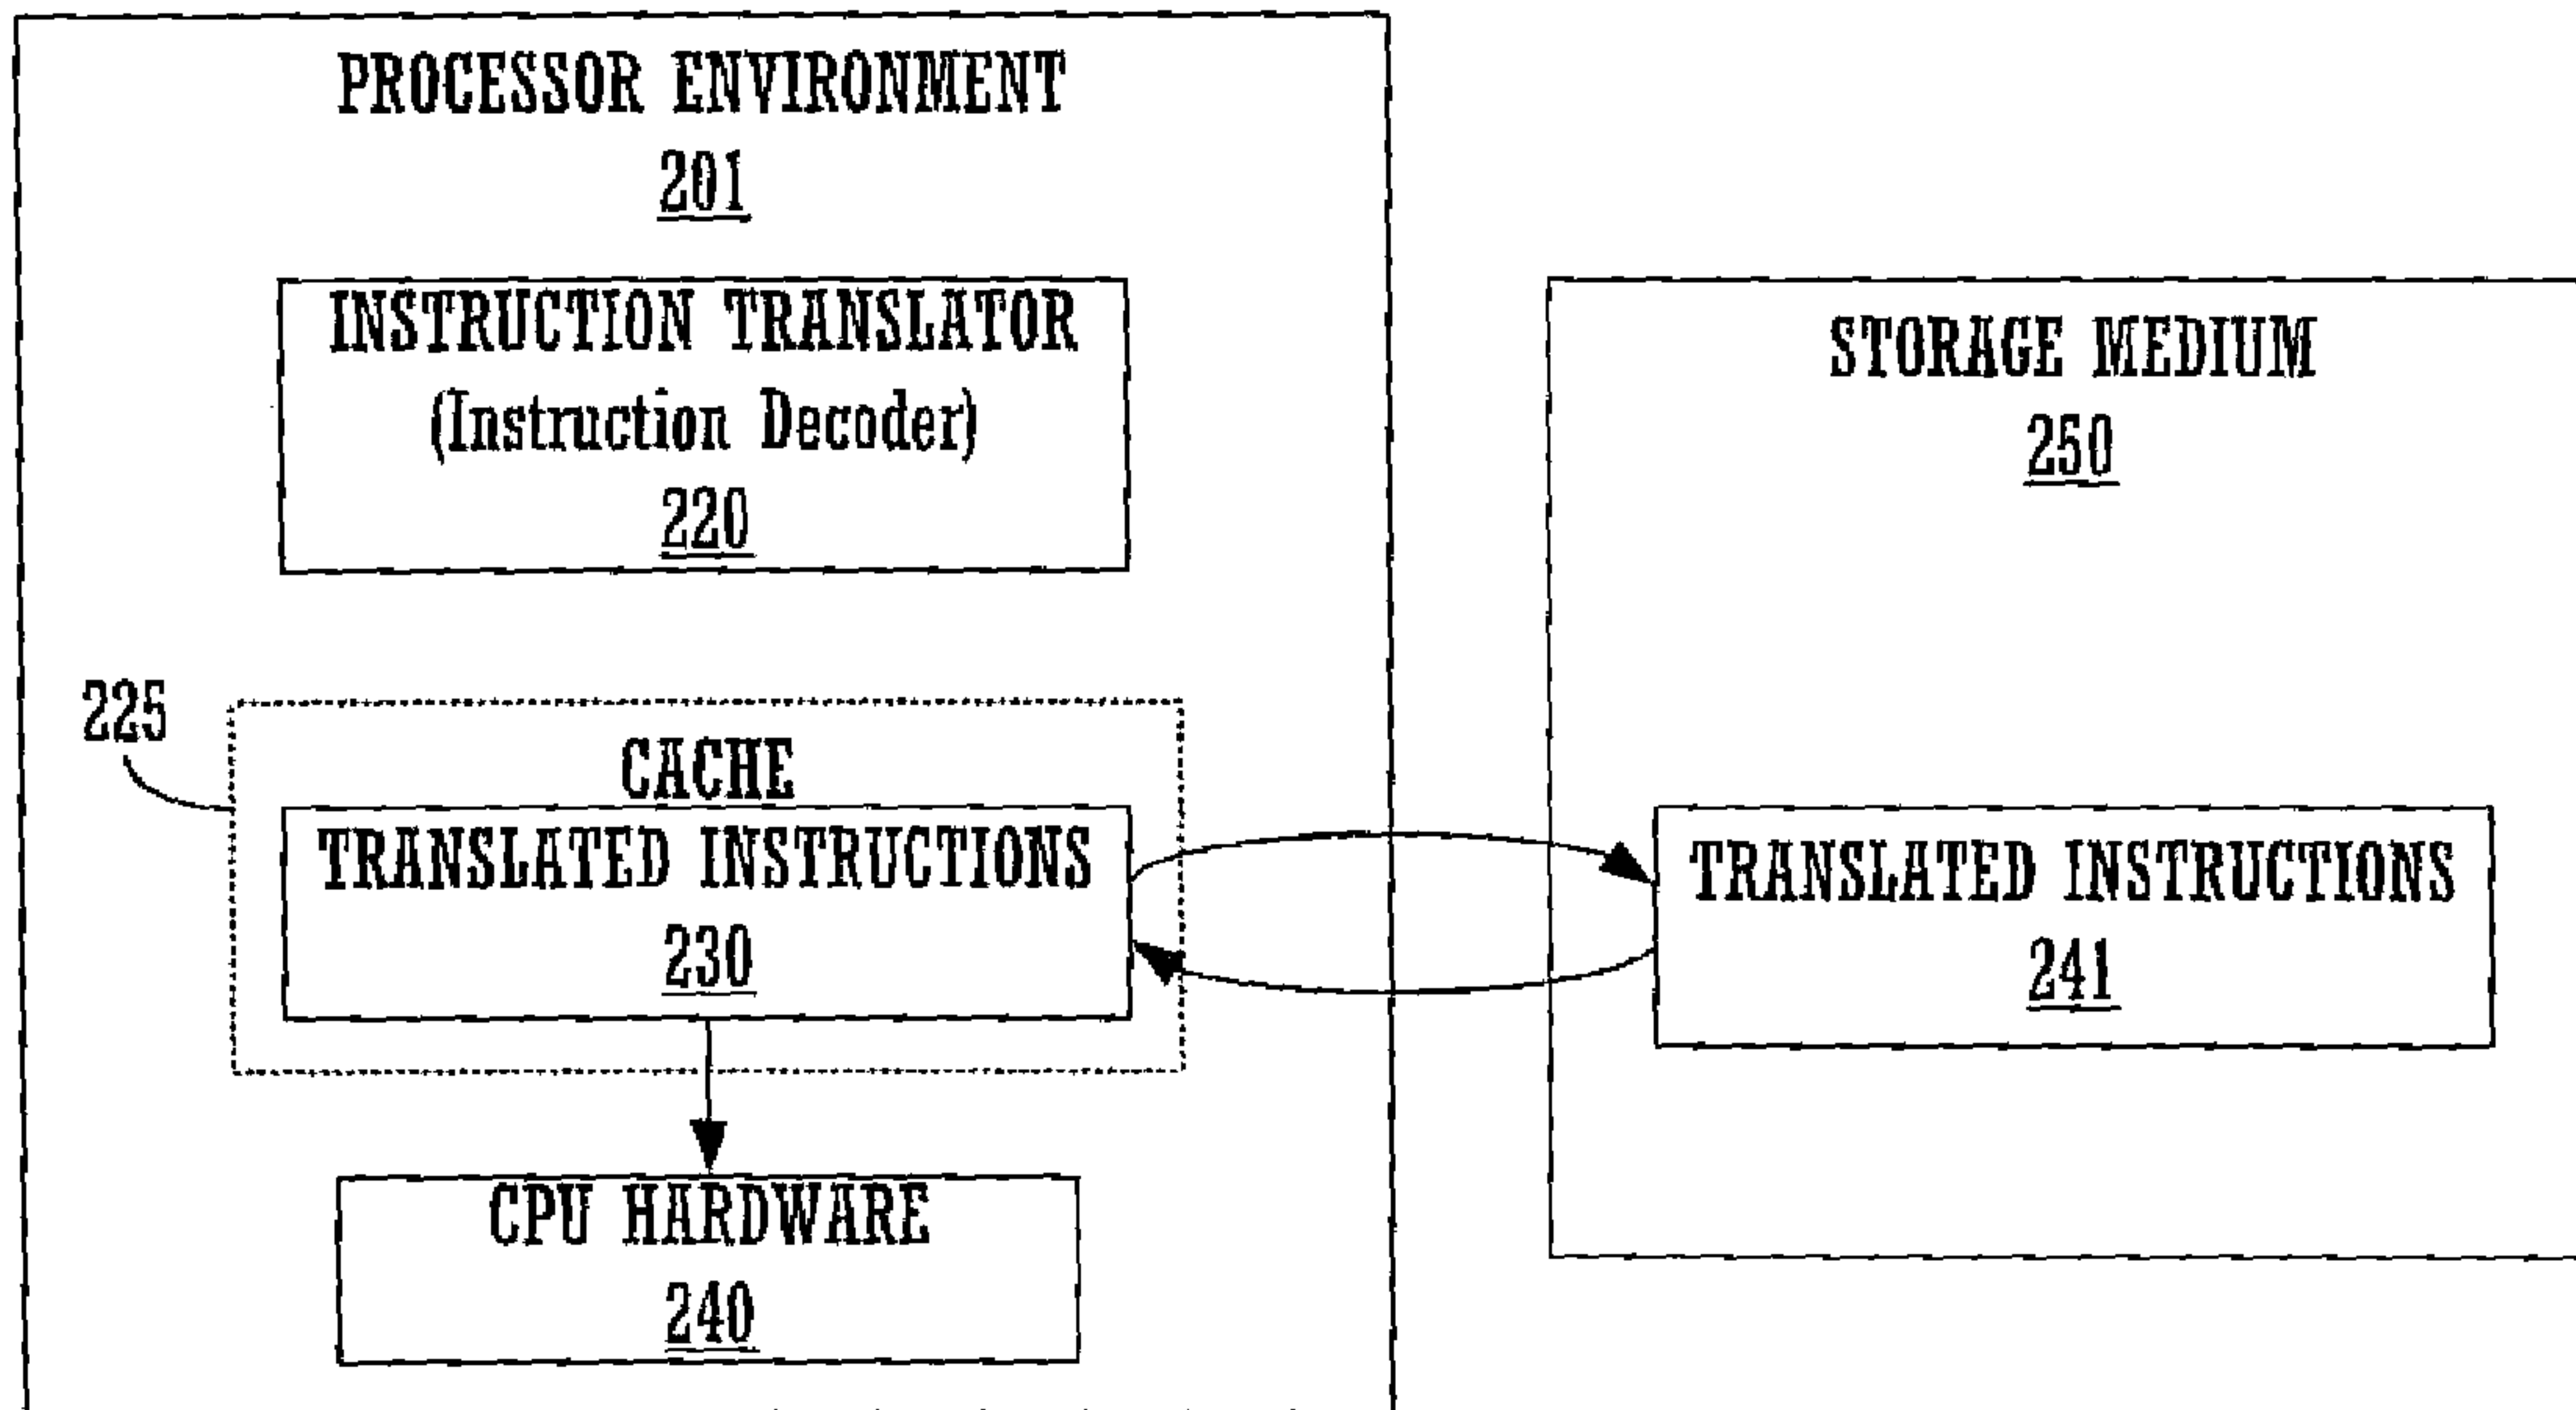 PROCESSOR ENVIRONMENT
201
INSTRUCTION TRANSLATOR
(Instruction Decoder)
220
225
CACHE
TRANSLATED INSTRUCTIONS
230
CPU HARDWARE
240
STORAGE MEDIUM
250
TRANSLATED INSTRUCTIONS
241